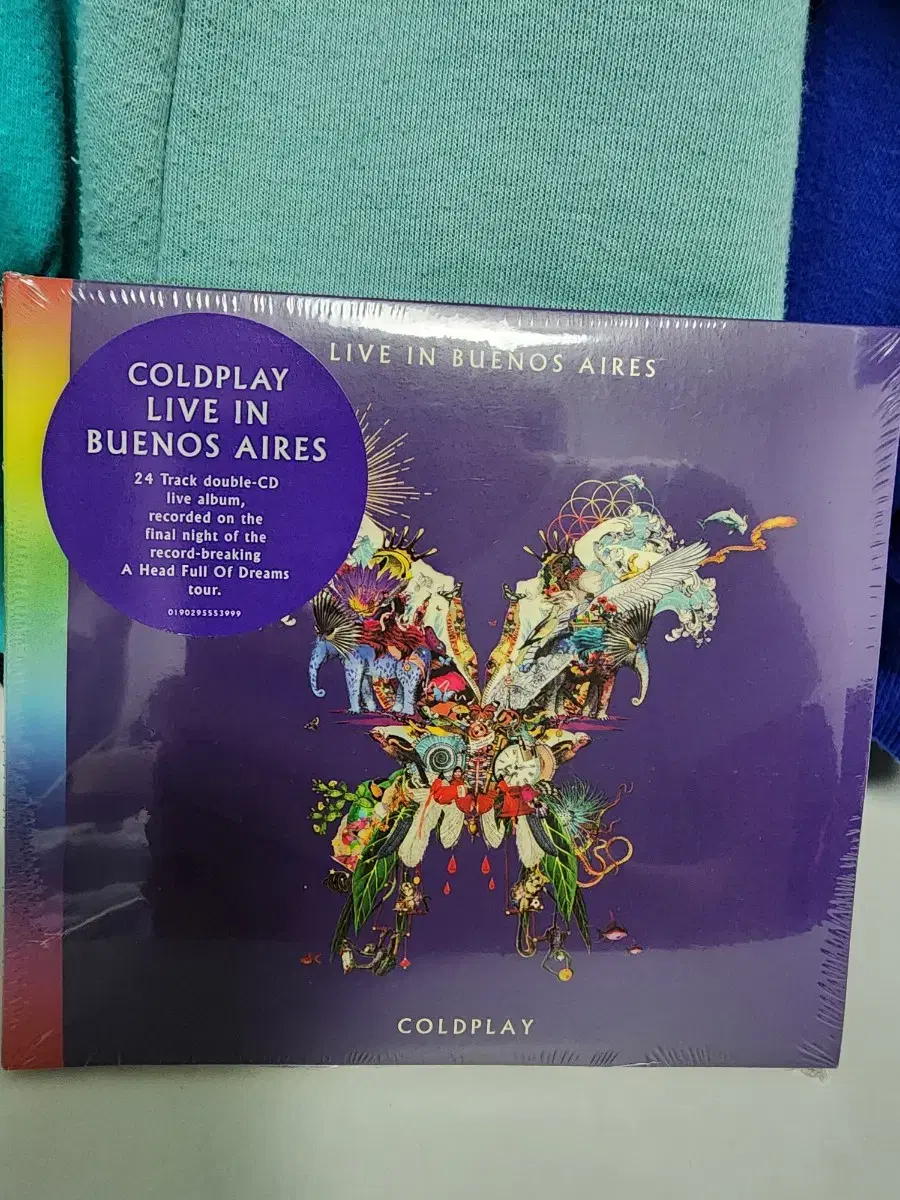 LIVE IN BUENOS AIRES
COLDPLAY
LIVE IN
BUENOS AIRES
24 Track double-CD
live album,
recorded on the
final night of the
record-breaking
A Head Full Of Dreams
tour.
0190295553999
COLDPLAY